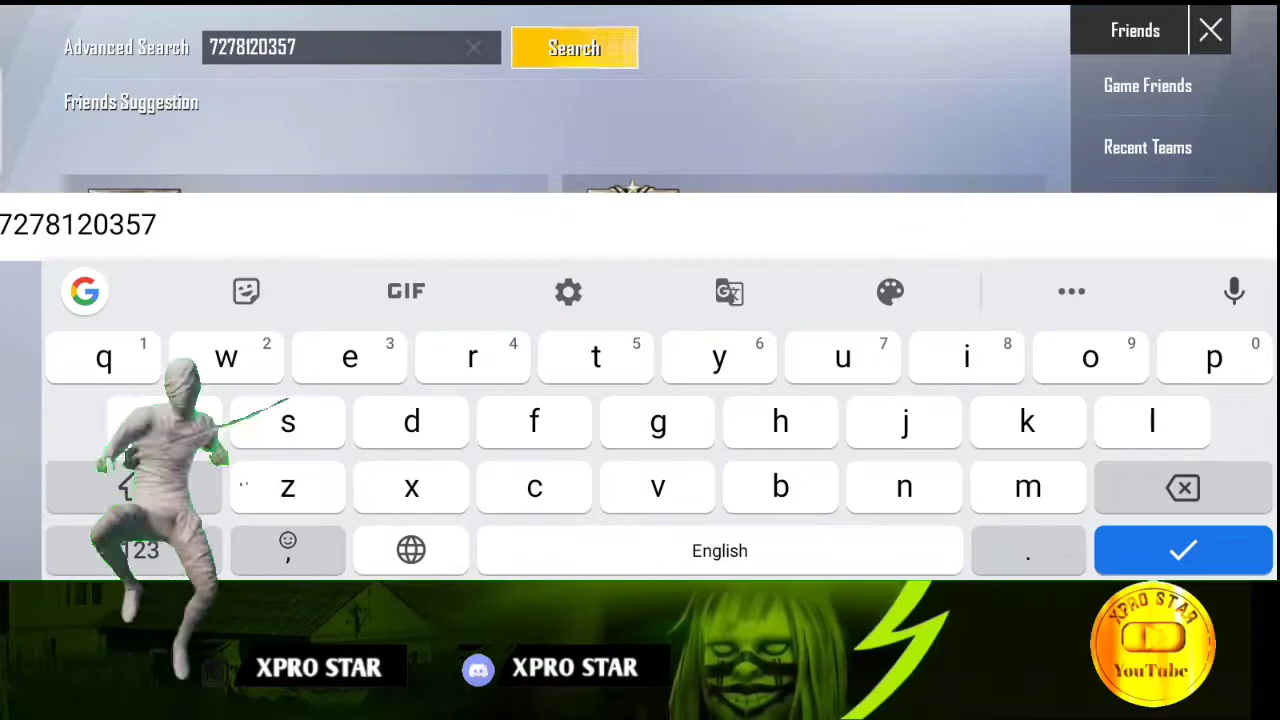 Advanced Search 7278120357 Search
Friends
Friends Suggestion
Game Friends
Recent Teams
7278120357
G GIF G
q 1 w 2 e 3 r 4 t 5 y 6 u 7 i 8 o 9 p 0
s d f g h j k l
z x c v b n m
123 , English .
XPRO STAR
XPRO STAR
XPRO STAR
YouTube